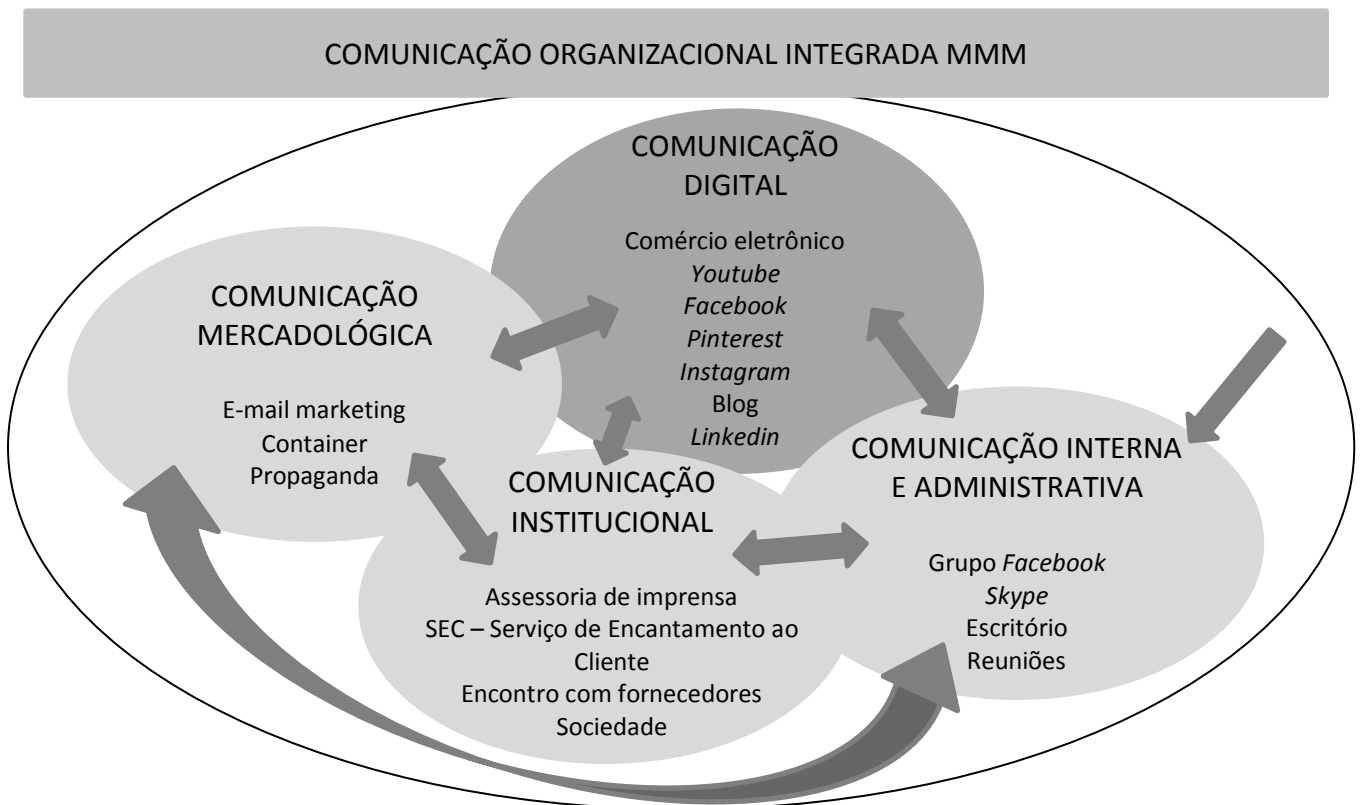 COMUNICAÇÃO ORGANIZACIONAL INTEGRADA MMM
COMUNICAÇÃO
DIGITAL
Comércio eletrônico
Youtube
Facebook
Pinterest
Instagram
Blog
Linkedin
COMUNICAÇÃO
MERCADOLÓGICA
E-mail marketing
Container
Propaganda
COMUNICAÇÃO
INSTITUCIONAL
Assessoria de imprensa
SEC – Serviço de Encantamento ao
Cliente
Encontro com fornecedores
Sociedade
COMUNICAÇÃO INTERNA
E ADMINISTRATIVA
Grupo Facebook
Skype
Escritório
Reuniões